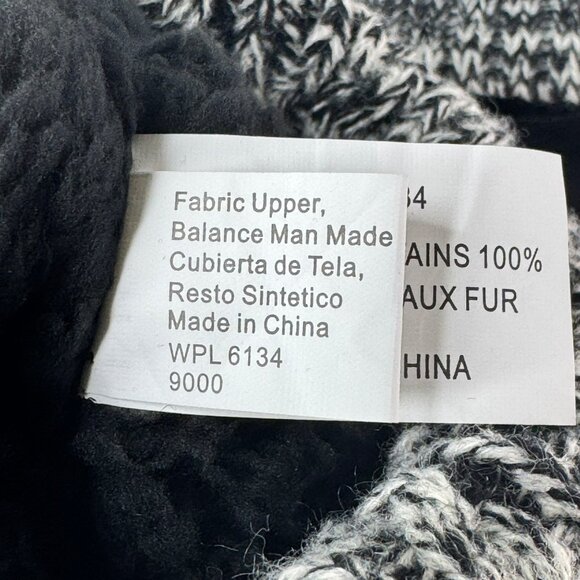 Fabric Upper,
Balance Man Made
Cubierta de Tela,
Resto Sintetico
Made in China
WPL 6134
9000
34
AINS 100%
AUX FUR
HINA